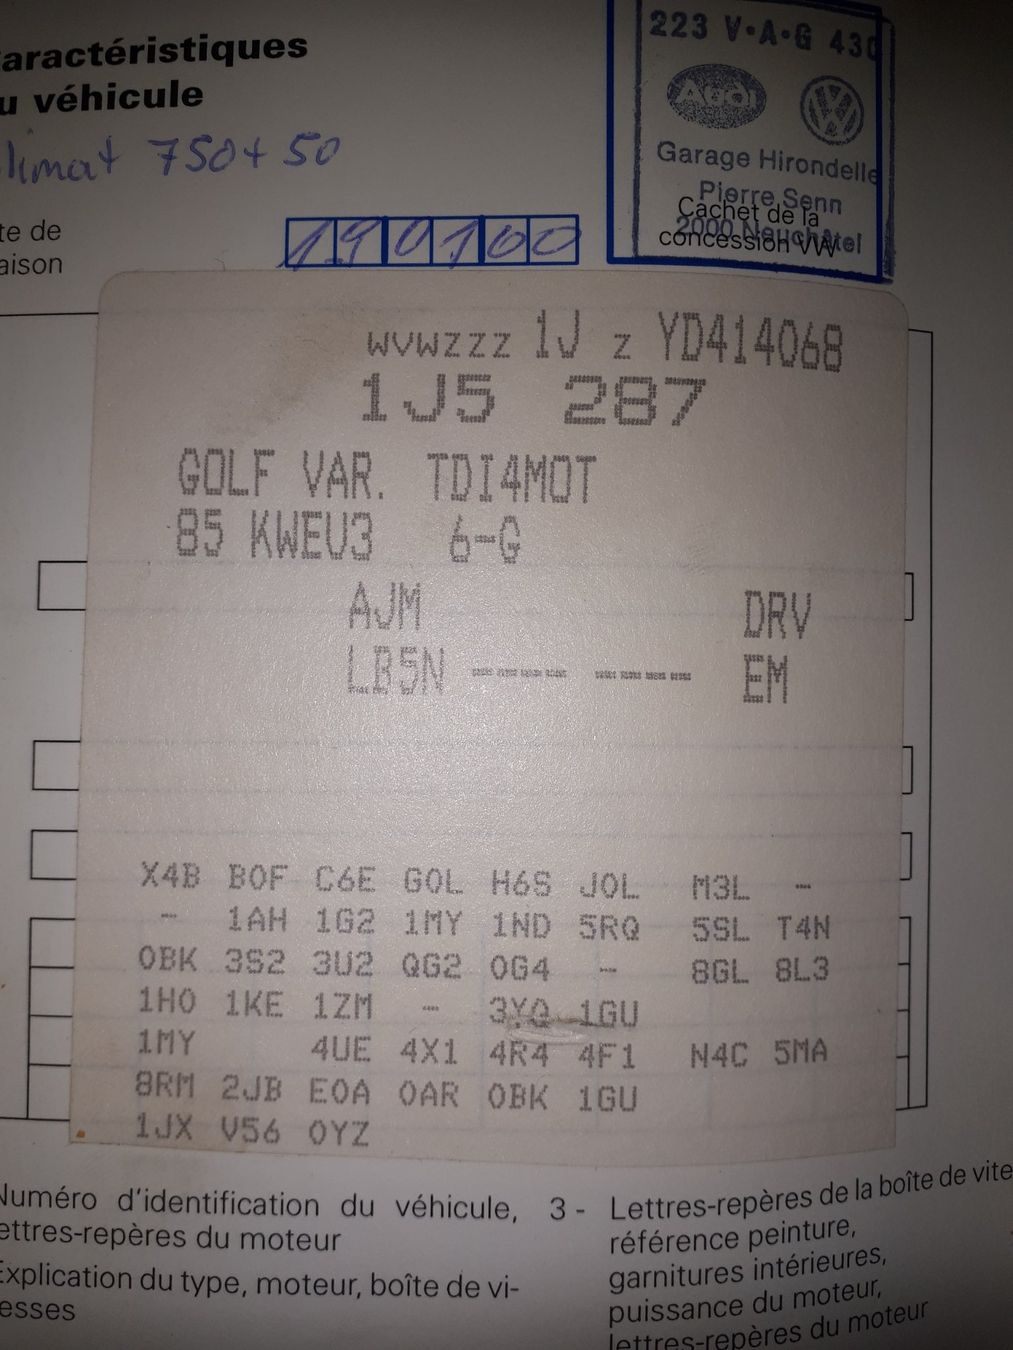 aractéristiques
u véhicule
limat 750+50
te de
aison
190100
223 V·A·G 430
Audi
Garage Hirondelle
Pierre Senn
2000 Neuchâtel
Cachet de la
concession VW
WVWZZZ 1J Z YD414068
1J5 287
GOLF VAR. TDI4MOT
85 KWEU3 6-G
AJM DRV
LB5N ---- ---- EM
X4B B0F C6E G0L H6S J0L M3L -
- 1AH 1G2 1MY 1ND 5RQ 5SL T4N
0BK 3S2 3U2 QG2 0G4 - 8GL 8L3
1H0 1KE 1ZM - 3YQ 1GU
1MY 4UE 4X1 4R4 4F1 N4C 5MA
8RM 2JB E0A 0AR 0BK 1GU
1JX V56 0YZ
Numéro d'identification du véhicule,
ettres-repères du moteur
Explication du type, moteur, boîte de vi-
esses
3 - Lettres-repères de la boîte de vite
référence peinture,
garnitures intérieures,
puissance du moteur,
lettres-repères du moteur